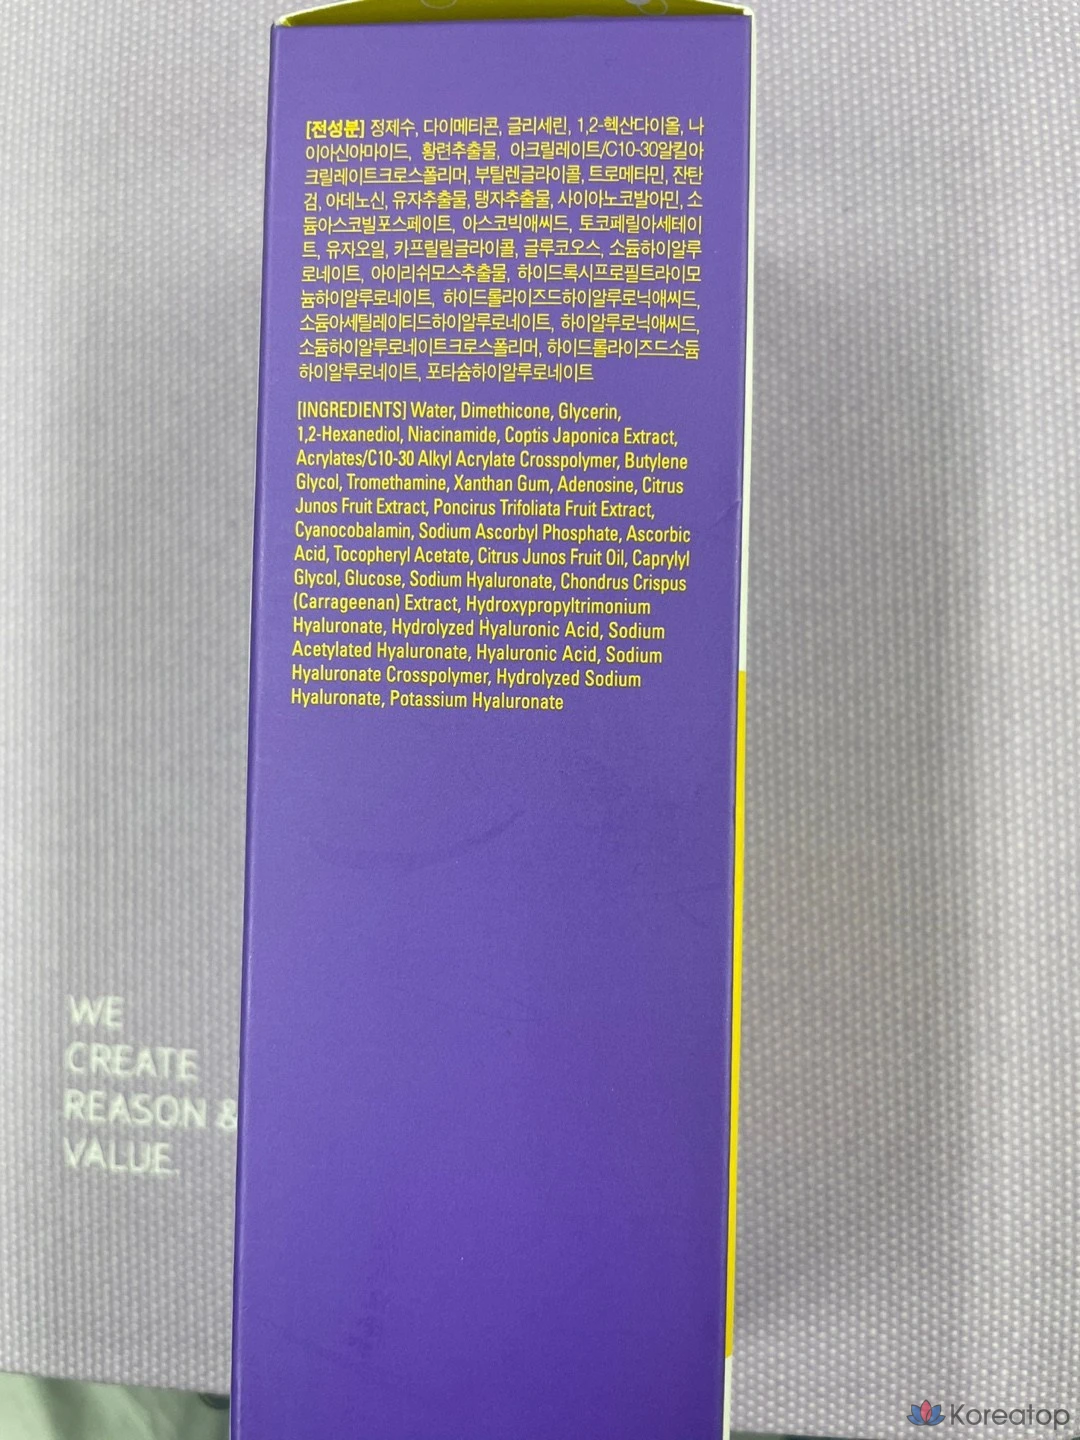 [전성분] 정제수, 다이메티콘, 글리세린, 1,2-헥산다이올, 나
이아신아마이드, 황련추출물, 아크릴레이트/C10-30알킬아
크릴레이트크로스폴리머, 부틸렌글라이콜, 트로메타민, 잔탄
검, 아데노신, 유자추출물, 탱자추출물, 사이아노코발아민, 소
듐아스코빌포스페이트, 아스코빅애씨드, 토코페릴아세테이
트, 유자오일, 카프릴릴글라이콜, 글루코오스, 소듐하이알루
로네이트, 아이리쉬모스추출물, 하이드록시프로필트라이모
늄하이알루로네이트, 하이드롤라이즈드하이알루로닉애씨드,
소듐아세틸레이티드하이알루로네이트, 하이알루로닉애씨드,
소듐하이알루로네이트크로스폴리머, 하이드롤라이즈드소듐
하이알루로네이트, 포타슘하이알루로네이트
[INGREDIENTS] Water, Dimethicone, Glycerin,
1,2-Hexanediol, Niacinamide, Coptis Japonica Extract,
Acrylates/C10-30 Alkyl Acrylate Crosspolymer, Butylene
Glycol, Tromethamine, Xanthan Gum, Adenosine, Citrus
Junos Fruit Extract, Poncirus Trifoliata Fruit Extract,
Cyanocobalamin, Sodium Ascorbyl Phosphate, Ascorbic
Acid, Tocopheryl Acetate, Citrus Junos Fruit Oil, Caprylyl
Glycol, Glucose, Sodium Hyaluronate, Chondrus Crispus
(Carrageenan) Extract, Hydroxypropyltrimonium
Hyaluronate, Hydrolyzed Hyaluronic Acid, Sodium
Acetylated Hyaluronate, Hyaluronic Acid, Sodium
Hyaluronate Crosspolymer, Hydrolyzed Sodium
Hyaluronate, Potassium Hyaluronate
WE
CREATE
REASON &
VALUE.
Koreatop